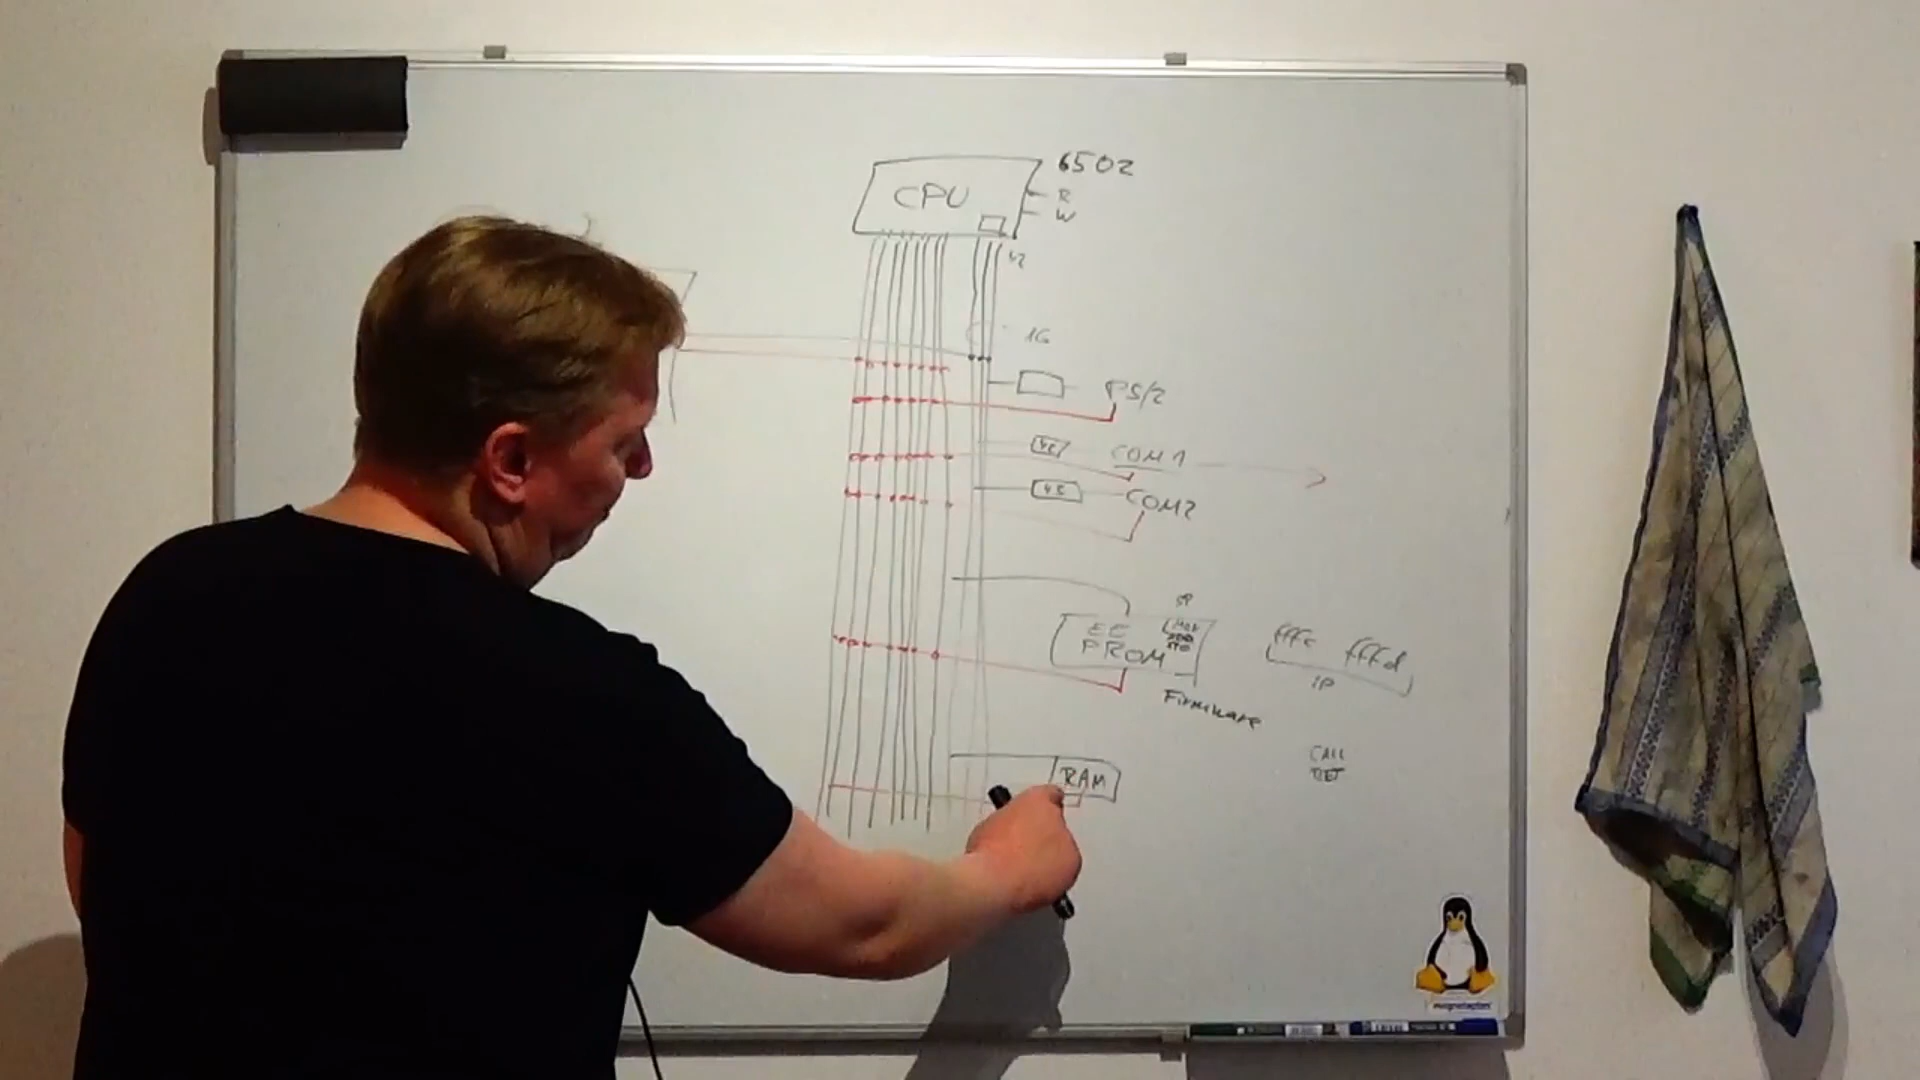 6502
CPU
R
W
16
PS/2
COM1
COM2
EE
PROM
fffc fffd
IP
Firmware
CALL
RET
RAM